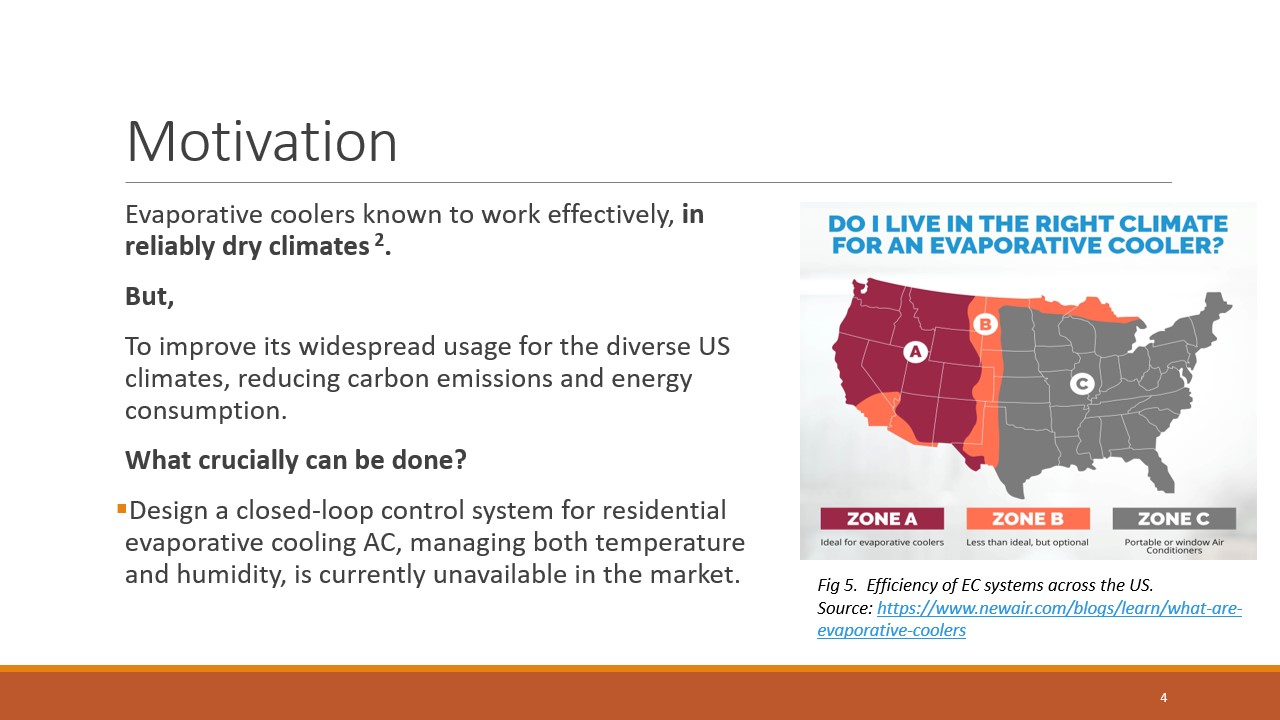 Motivation
Evaporative coolers known to work effectively, in
reliably dry climates 2.
But,
To improve its widespread usage for the diverse US
climates, reducing carbon emissions and energy
consumption.
What crucially can be done?
▪Design a closed-loop control system for residential
evaporative cooling AC, managing both temperature
and humidity, is currently unavailable in the market.
DO I LIVE IN THE RIGHT CLIMATE
FOR AN EVAPORATIVE COOLER?
B
A
C
ZONE A
Ideal for evaporative coolers
ZONE B
Less than ideal, but optional
ZONE C
Portable or window Air
Conditioners
Fig 5. Efficiency of EC systems across the US.
Source: https://www.newair.com/blogs/learn/what-are-
evaporative-coolers
4